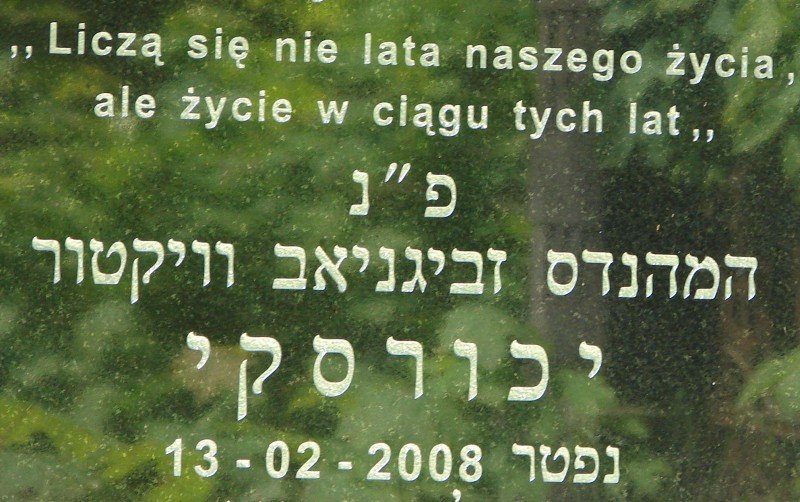 ,,Liczą się nie lata naszego życia,
ale życie w ciągu tych lat,,
פ"נ
המהנדס זביגניאב וויקטור
יכורסקי
נפטר 13-02-2008